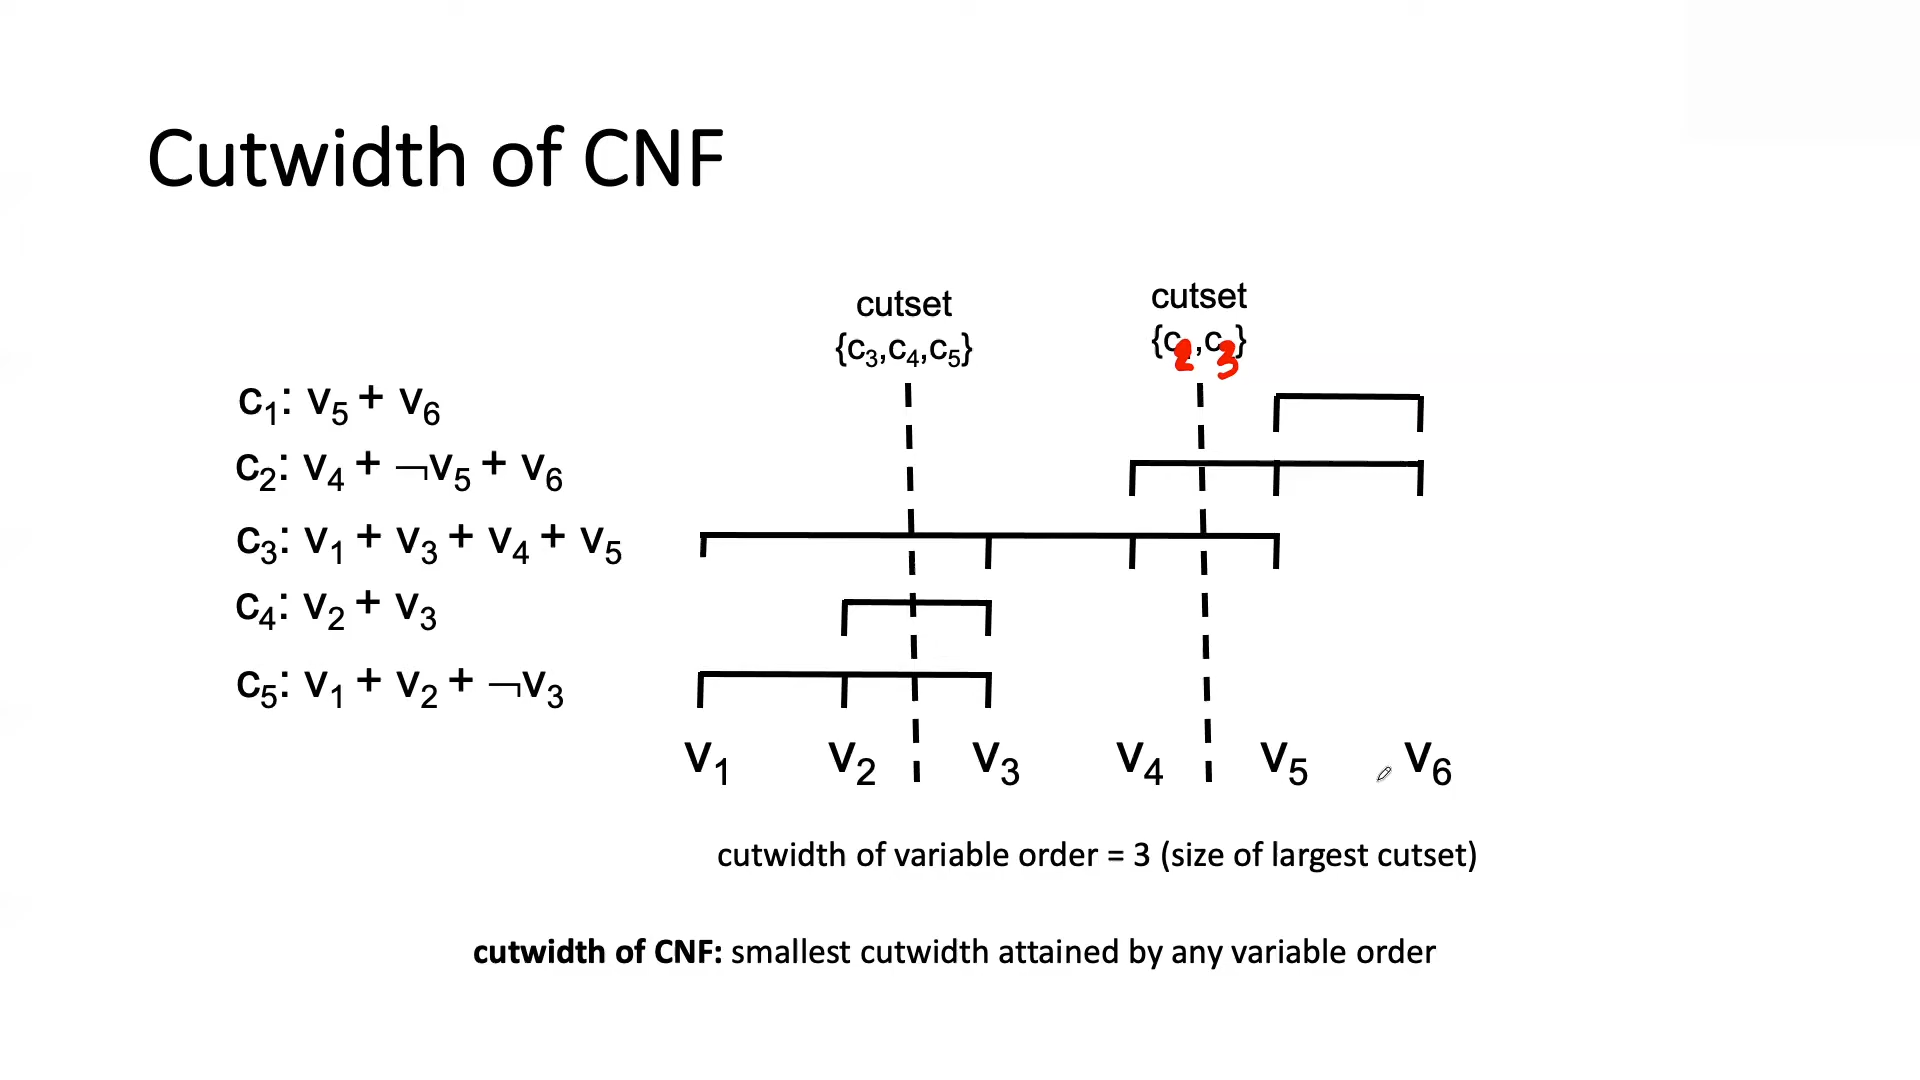 Cutwidth of CNF
cutset
{c₃,c₄,c₅}
cutset
{c₂,c₃}
c₁: v₅ + v₆
c₂: v₄ + ¬v₅ + v₆
c₃: v₁ + v₃ + v₄ + v₅
c₄: v₂ + v₃
c₅: v₁ + v₂ + ¬v₃
v₁ v₂ v₃ v₄ v₅ v₆
cutwidth of variable order = 3 (size of largest cutset)
cutwidth of CNF: smallest cutwidth attained by any variable order